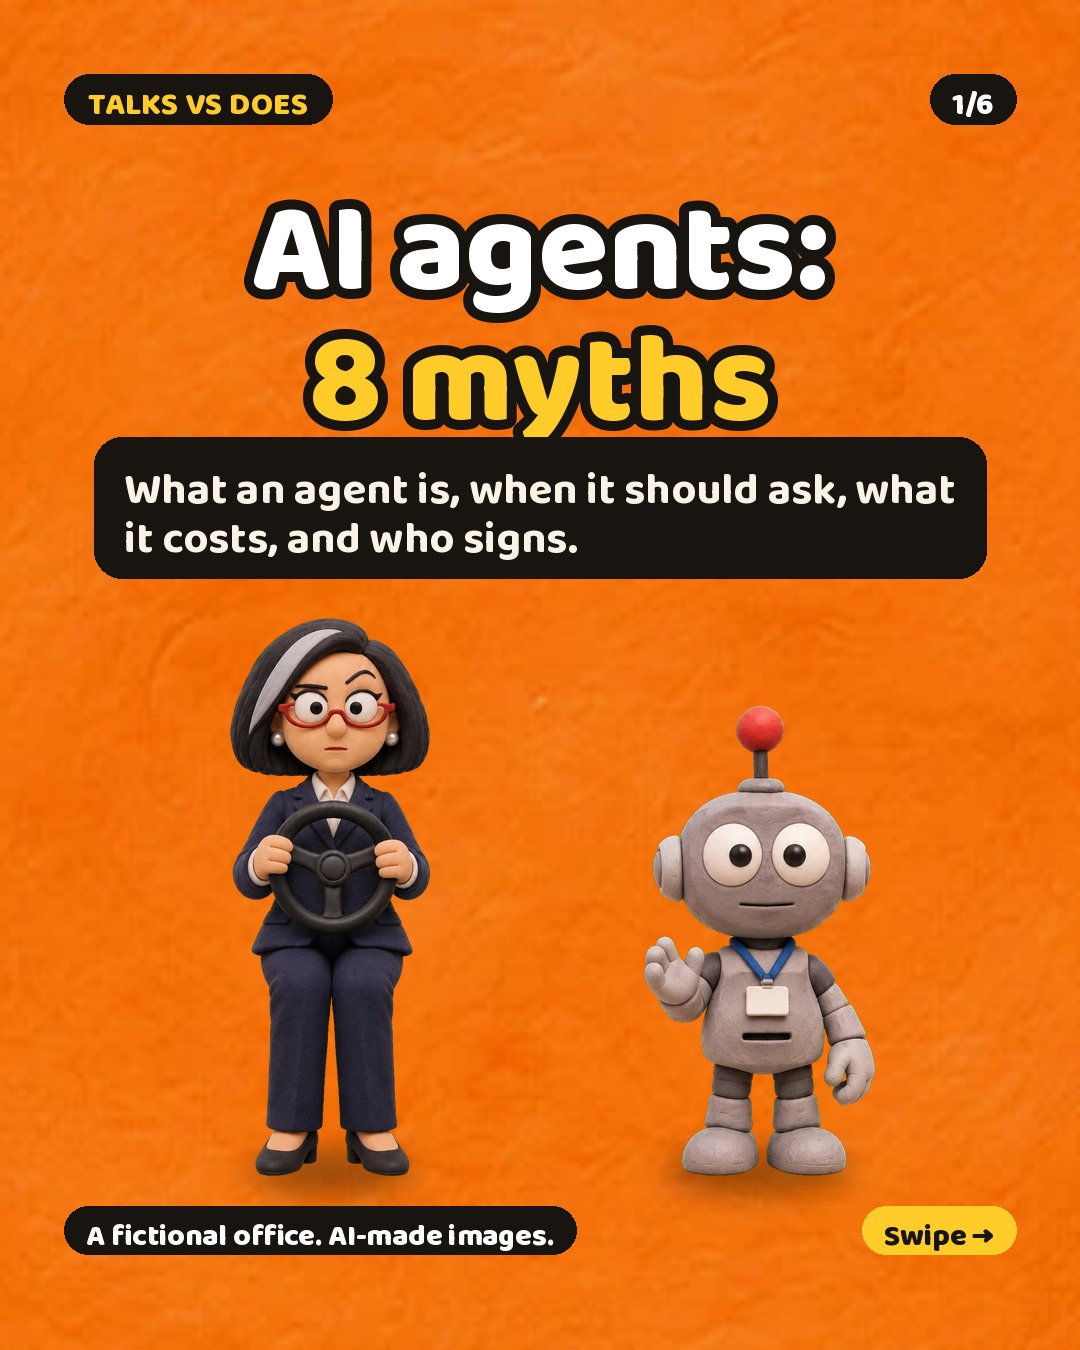 TALKS VS DOES
1/6
AI agents:
8 myths
What an agent is, when it should ask, what
it costs, and who signs.
A fictional office. AI-made images.
Swipe →